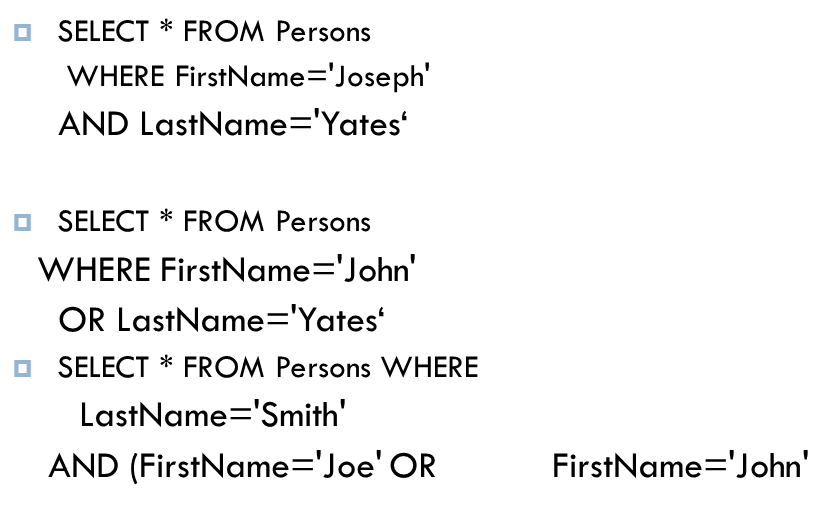 SELECT * FROM Persons
WHERE FirstName='Joseph'
AND LastName='Yates‘
SELECT * FROM Persons
WHERE FirstName='John'
OR LastName='Yates‘
SELECT * FROM Persons WHERE
LastName='Smith'
AND (FirstName='Joe' OR FirstName='John'